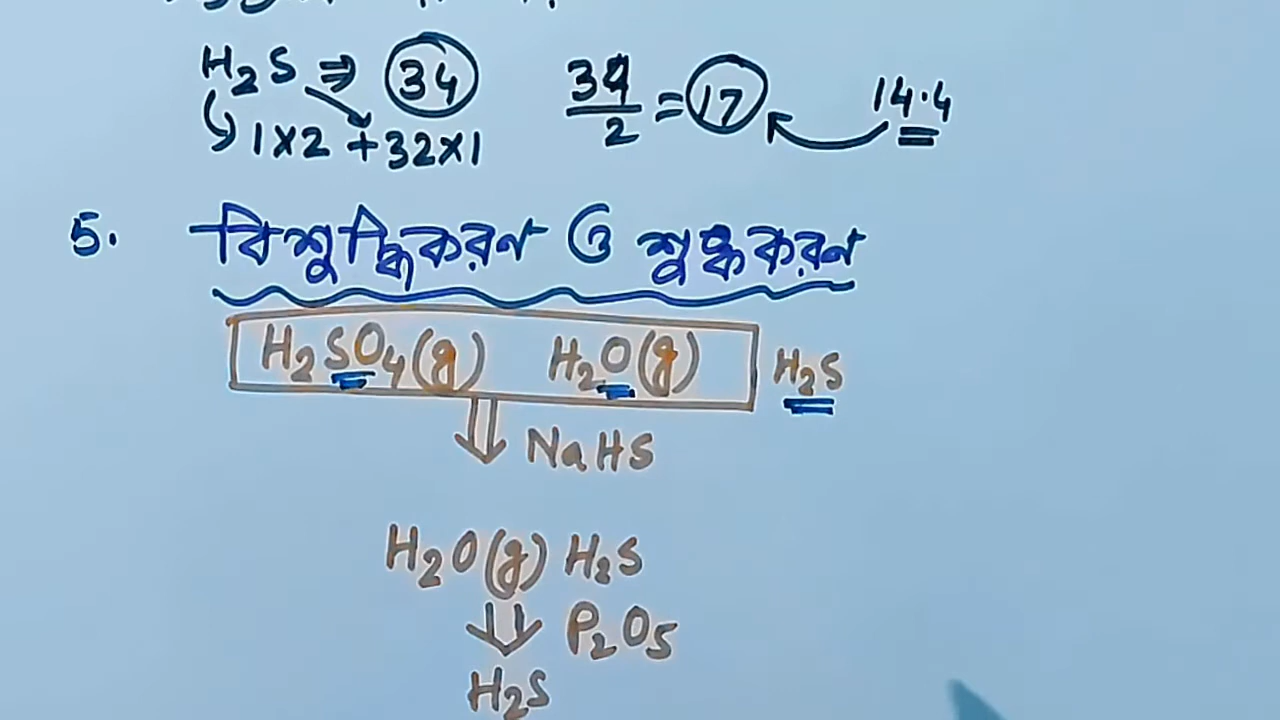 H₂S ⇒ 34 34/2 = 17 14.4
1×2 + 32×1
5. বিশুদ্ধিকরণ ও শুষ্ককরণ
H₂SO₄(g) H₂O(g) H₂S
NaHS
H₂O(g) H₂S
P₂O₅
H₂S